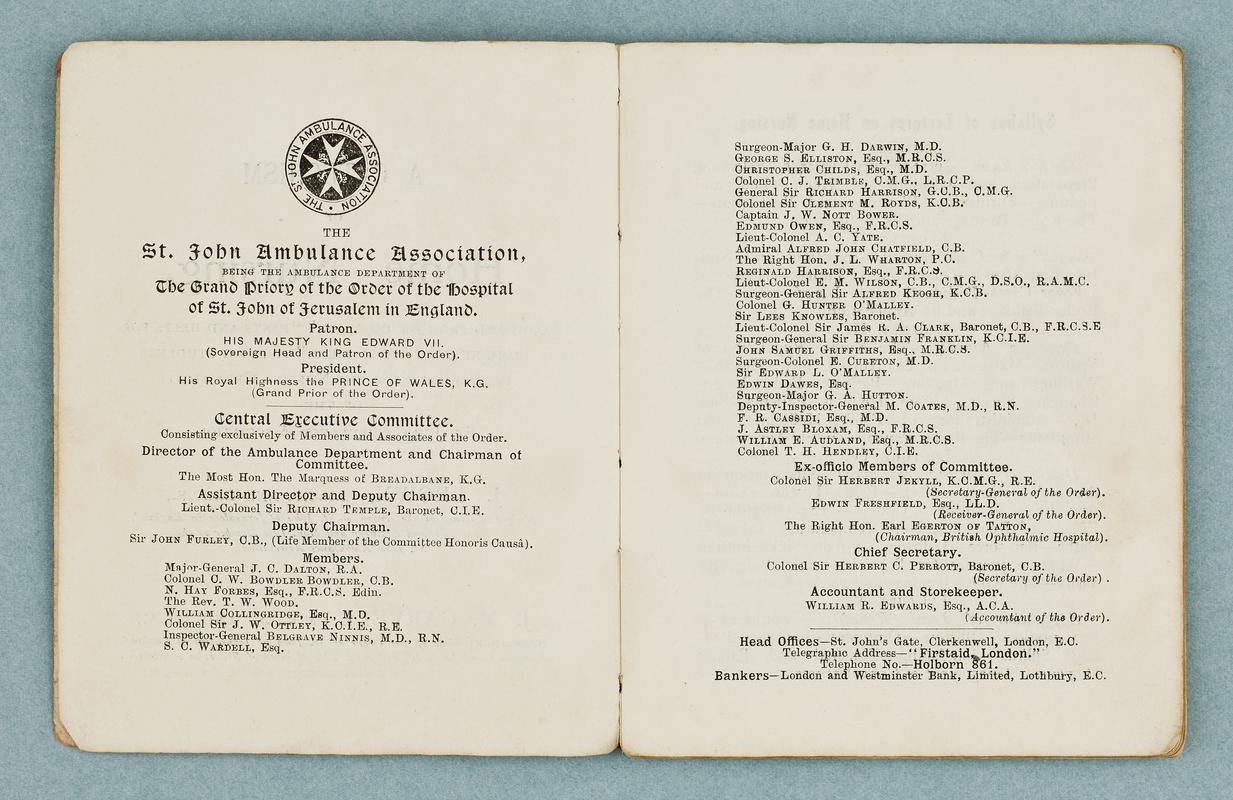 THE ST JOHN AMBULANCE ASSOCIATION •
THE
St. John Ambulance Association,
BEING THE AMBULANCE DEPARTMENT OF
The Grand Priory of the Order of the Hospital
of St. John of Jerusalem in England.
Patron.
HIS MAJESTY KING EDWARD VII.
(Sovereign Head and Patron of the Order).
President.
His Royal Highness the PRINCE OF WALES, K.G.
(Grand Prior of the Order).
Central Executive Committee.
Consisting exclusively of Members and Associates of the Order.
Director of the Ambulance Department and Chairman of
Committee.
The Most Hon. The Marquess of BREADALBANE, K.G.
Assistant Director and Deputy Chairman.
Lieut.-Colonel Sir RICHARD TEMPLE, Baronet, C.I.E.
Deputy Chairman.
Sir JOHN FURLEY, C.B., (Life Member of the Committee Honoris Causâ).
Members.
Major-General J. C. DALTON, R.A.
Colonel C. W. BOWDLER BOWDLER, C.B.
N. HAY FORBES, Esq., F.R.C.S. Edin.
The Rev. T. W. WOOD.
WILLIAM COLLINGRIDGE, Esq., M.D.
Colonel Sir J. W. OTTLEY, K.C.I.E., R.E.
Inspector-General BELGRAVE NINNIS, M.D., R.N.
S. C. WARDELL, Esq.
Surgeon-Major G. H. DARWIN, M.D.
GEORGE S. ELLISTON, Esq., M.R.C.S.
CHRISTOPHER CHILDS, Esq., M.D.
Colonel C. J. TRIMBLE, C.M.G., L.R.C.P.
General Sir RICHARD HARRISON, G.C.B., C.M.G.
Colonel Sir CLEMENT M. ROYDS, K.C.B.
Captain J. W. NOTT BOWER.
EDMUND OWEN, Esq., F.R.C.S.
Lieut-Colonel A. C. YATE.
Admiral ALFRED JOHN CHATFIELD, C.B.
The Right Hon. J. L. WHARTON, P.C.
REGINALD HARRISON, Esq., F.R.C.S.
Lieut-Colonel E. M. WILSON, C.B., C.M.G., D.S.O., R.A.M.C.
Surgeon-General Sir ALFRED KEOGH, K.C.B.
Colonel G. HUNTER O'MALLEY.
Sir LEES KNOWLES, Baronet.
Lieut-Colonel Sir James R. A. CLARK, Baronet, C.B., F.R.C.S.E
Surgeon-General Sir BENJAMIN FRANKLIN, K.C.I.E.
JOHN SAMUEL GRIFFITHS, Esq., M.R.C.S.
Surgeon-Colonel E. CURETON, M.D.
Sir EDWARD L. O'MALLEY.
EDWIN DAWES, Esq.
Surgeon-Major G. A. HUTTON.
Deputy-Inspector-General M. COATES, M.D., R.N.
F. R. CASSIDI, Esq., M.D.
J. ASTLEY BLOXAM, Esq., F.R.C.S.
WILLIAM E. AUDLAND, Esq., M.R.C.S.
Colonel T. H. HENDLEY, C.I.E.
Ex-officio Members of Committee.
Colonel Sir HERBERT JEKYLL, K.C.M.G., R.E.
(Secretary-General of the Order).
EDWIN FRESHFIELD, Esq., LL.D.
(Receiver-General of the Order).
The Right Hon. Earl EGERTON OF TATTON,
(Chairman, British Ophthalmic Hospital).
Chief Secretary.
Colonel Sir HERBERT C. PERROTT, Baronet, C.B.
(Secretary of the Order) .
Accountant and Storekeeper.
WILLIAM R. EDWARDS, Esq., A.C.A.
(Accountant of the Order).
Head Offices—St. John's Gate, Clerkenwell, London, E.C.
Telegraphic Address—"Firstaid, London."
Telephone No.—Holborn 861.
Bankers—London and Westminster Bank, Limited, Lothbury, E.C.